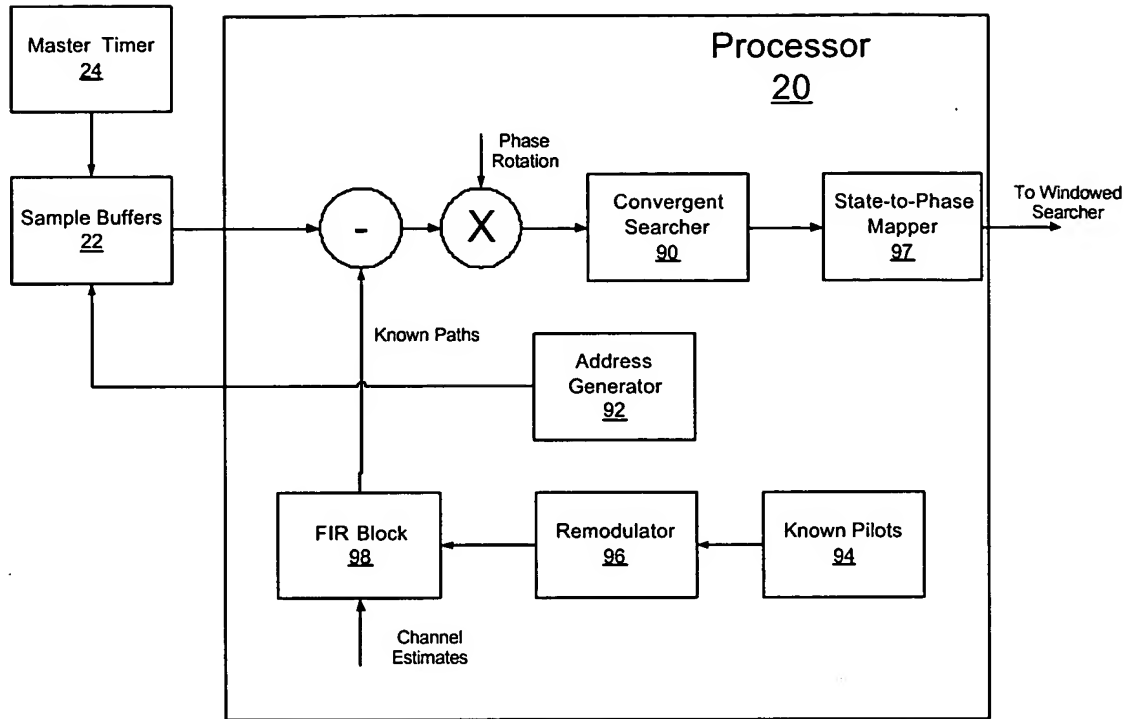 Master Timer
24
Processor
20
Phase
Rotation
Sample Buffers
22
-
X
Convergent
Searcher
90
State-to-Phase
Mapper
97
To Windowed
Searcher
Known Paths
Address
Generator
92
FIR Block
98
Remodulator
96
Known Pilots
94
Channel
Estimates